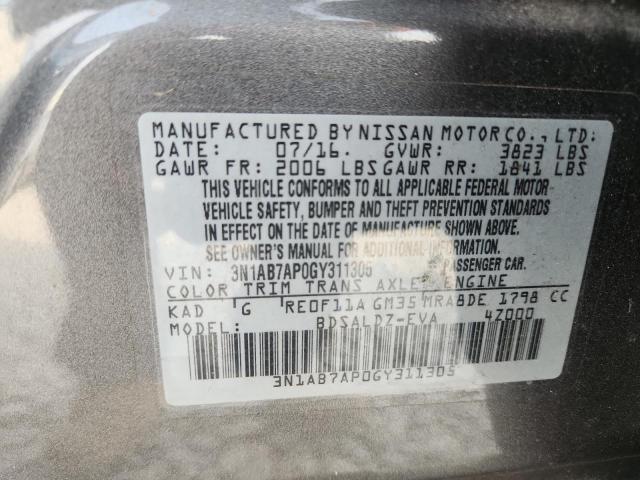 MANUFACTURED BY NISSAN MOTOR CO., LTD:
DATE: 07/16. GVWR: 3823 LBS
GAWR FR: 2006 LBS GAWR RR: 1841 LBS
THIS VEHICLE CONFORMS TO ALL APPLICABLE FEDERAL MOTOR
VEHICLE SAFETY, BUMPER AND THEFT PREVENTION STANDARDS
IN EFFECT ON THE DATE OF MANUFACTURE SHOWN ABOVE.
SEE OWNER'S MANUAL FOR ADDITIONAL INFORMATION.
VIN: 3N1AB7AP0GY311305 PASSENGER CAR.
COLOR TRIM TRANS AXLE ENGINE
KAD G RE0F11A GM35 MRA8DE 1798 CC
MODEL: BDSALDZ-EVA 4Z000
3N1AB7AP0GY311305